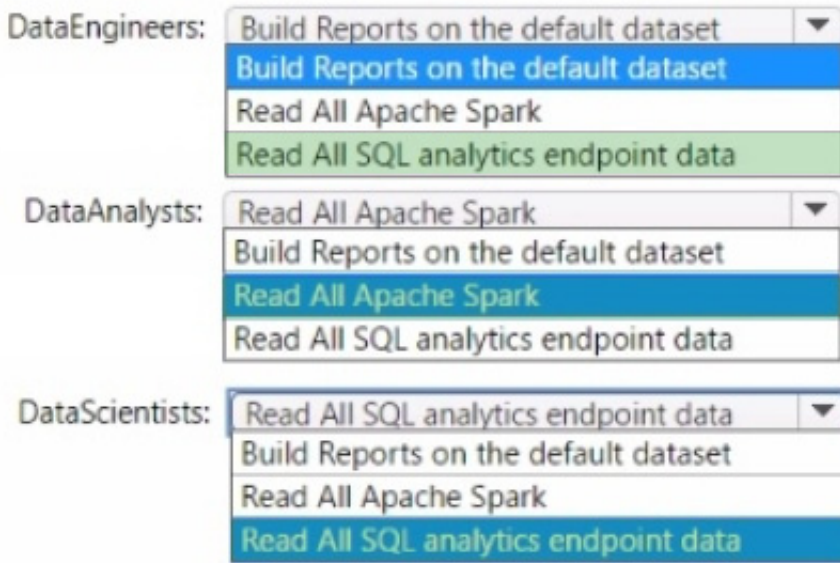 DataEngineers: Build Reports on the default dataset
Build Reports on the default dataset
Read All Apache Spark
Read All SQL analytics endpoint data
DataAnalysts: Read All Apache Spark
Build Reports on the default dataset
Read All Apache Spark
Read All SQL analytics endpoint data
DataScientists: Read All SQL analytics endpoint data
Build Reports on the default dataset
Read All Apache Spark
Read All SQL analytics endpoint data